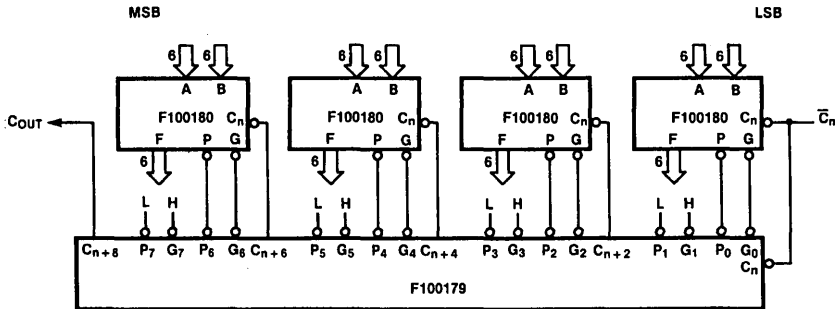 MSB LSB
6 6 6 6 6 6 6 6
A B A B A B A B
F100180 Cn F100180 Cn F100180 Cn F100180 Cn C̅n
COUT
F P G F P G F P G F P G
6 6 6 6
L H L H L H L H
Cn+8 P7 G7 P6 G6 Cn+6 P5 G5 P4 G4 Cn+4 P3 G3 P2 G2 Cn+2 P1 G1 P0 G0
Cn
F100179